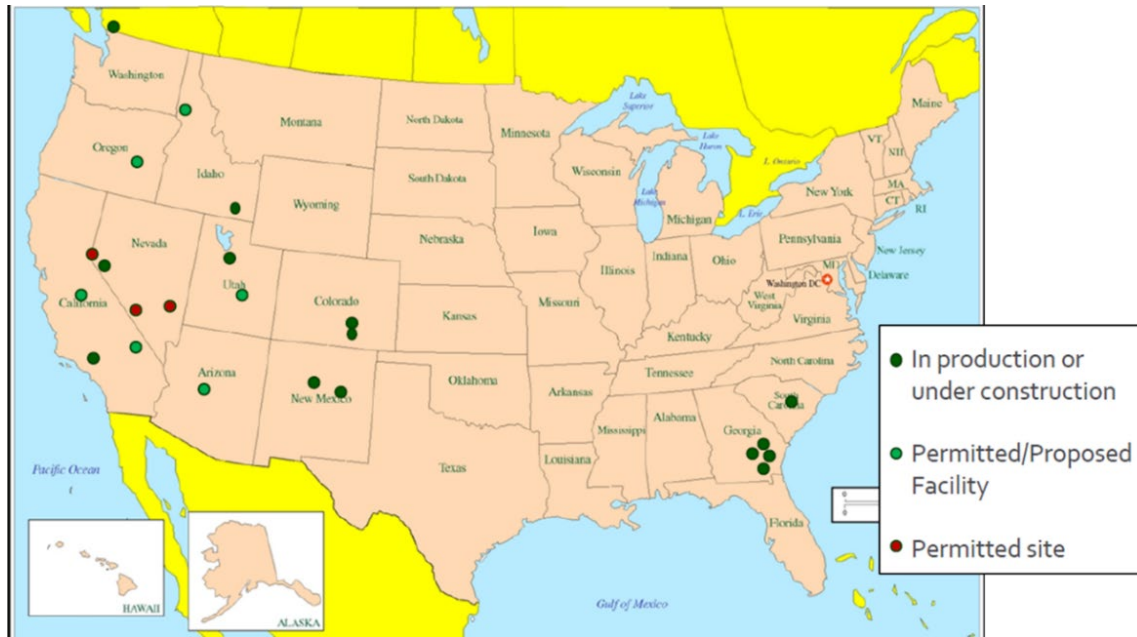 Washington
Montana
North Dakota
Minnesota
Lake
Superior
Maine
Oregon
Idaho
South Dakota
Wisconsin
Lake
Huron
L. Ontario
VT
NH
Wyoming
Lake
Michigan
Michigan
L. Erie
New York
MA
CT
RI
Nevada
Nebraska
Iowa
Pennsylvania
New Jersey
Utah
Colorado
Illinois
Indiana
Ohio
MD
Delaware
Washington DC
West
Virginia
Virginia
California
Kansas
Missouri
Kentucky
Arizona
New Mexico
Oklahoma
Arkansas
Tennessee
North Carolina
South
Carolina
Mississippi
Alabama
Georgia
Texas
Louisiana
Florida
Pacific Ocean
t
HAWAII
ALASKA
Gulf of Mexico
In production or
under construction
Permitted/Proposed
Facility
Permitted site